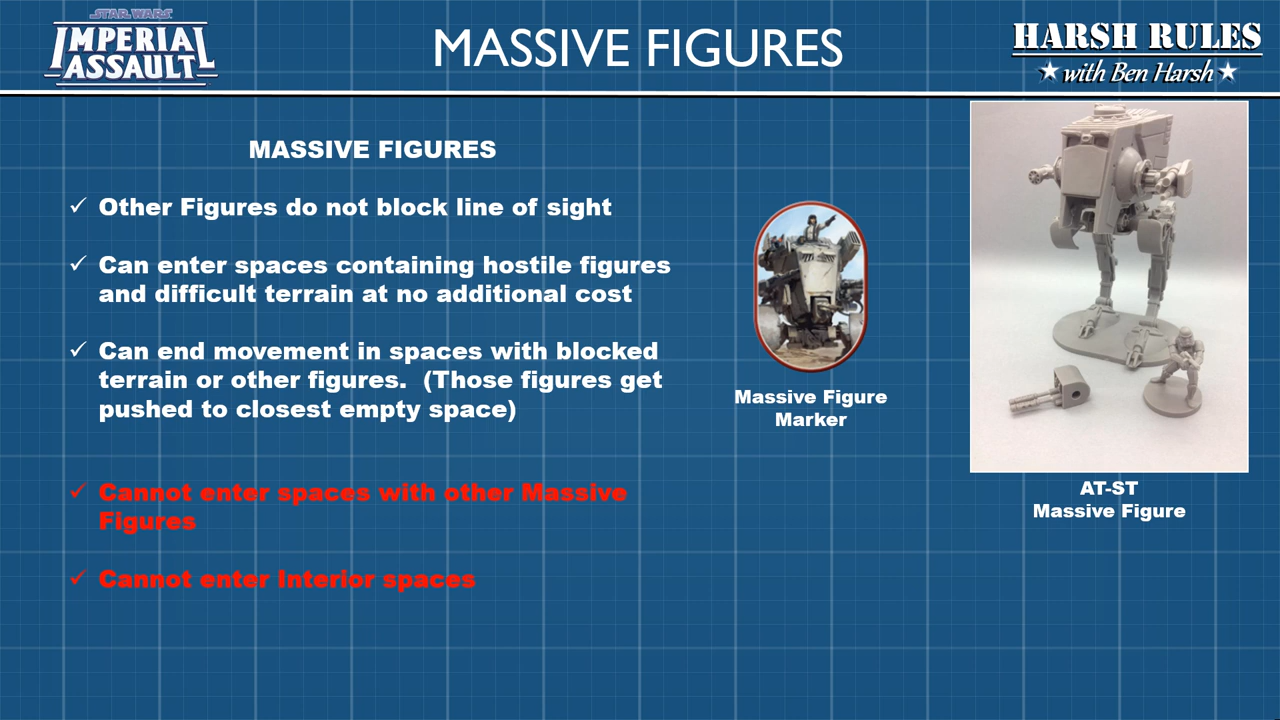 STAR WARS
IMPERIAL
ASSAULT
MASSIVE FIGURES
HARSH RULES
with Ben Harsh
MASSIVE FIGURES
Other Figures do not block line of sight
Can enter spaces containing hostile figures
and difficult terrain at no additional cost
Can end movement in spaces with blocked
terrain or other figures.  (Those figures get
pushed to closest empty space)
Cannot enter spaces with other Massive
Figures
Cannot enter Interior spaces
Massive Figure
Marker
AT-ST
Massive Figure